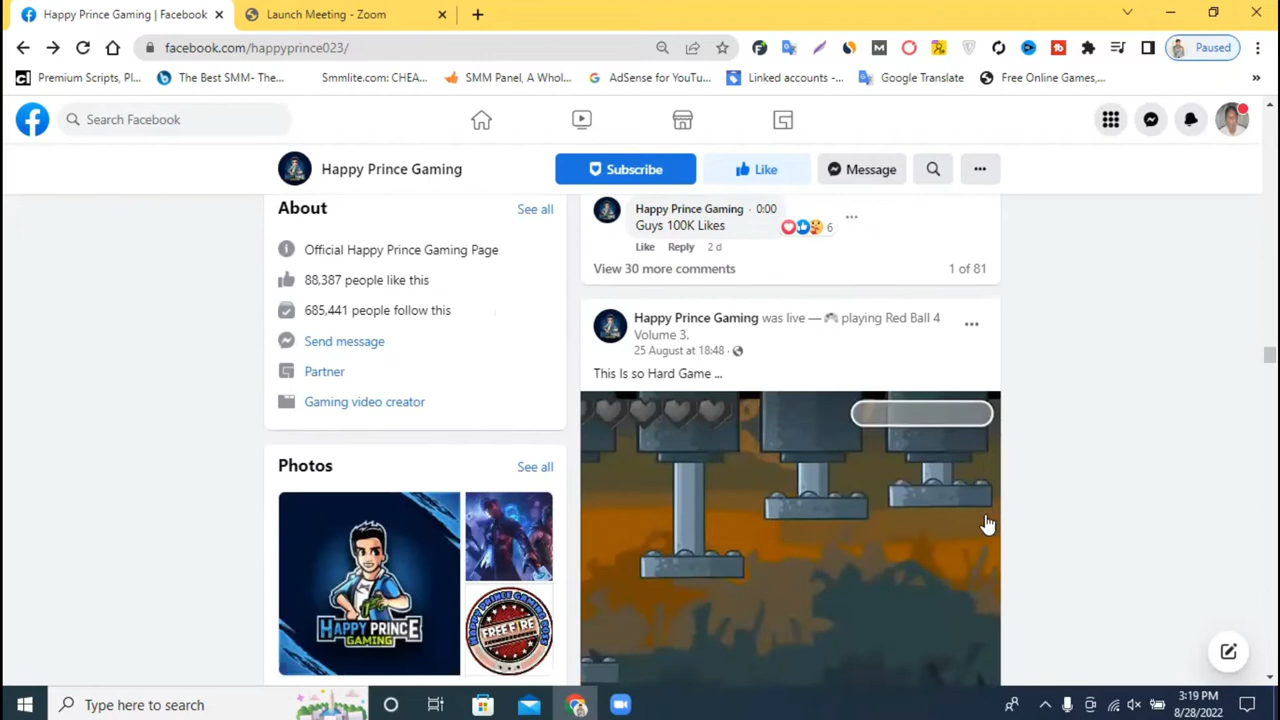 Happy Prince Gaming | Facebook
Launch Meeting - Zoom
facebook.com/happyprince023/
Paused
Premium Scripts, Pl...
The Best SMM- The...
Smmlite.com: CHEA...
SMM Panel, A Whol...
AdSense for YouTu...
Linked accounts -...
Google Translate
Free Online Games,...
Search Facebook
Happy Prince Gaming
Subscribe
Like
Message
About
See all
Official Happy Prince Gaming Page
88,387 people like this
685,441 people follow this
Send message
Partner
Gaming video creator
Photos
See all
HAPPY PRINCE
GAMING
FREE FIRE
Happy Prince Gaming · 0:00
Guys 100K Likes
6
Like Reply 2 d
View 30 more comments
1 of 81
Happy Prince Gaming was live — 🎮 playing Red Ball 4
Volume 3.
25 August at 18:48 ·
This Is so Hard Game ...
Type here to search
3:19 PM
8/28/2022